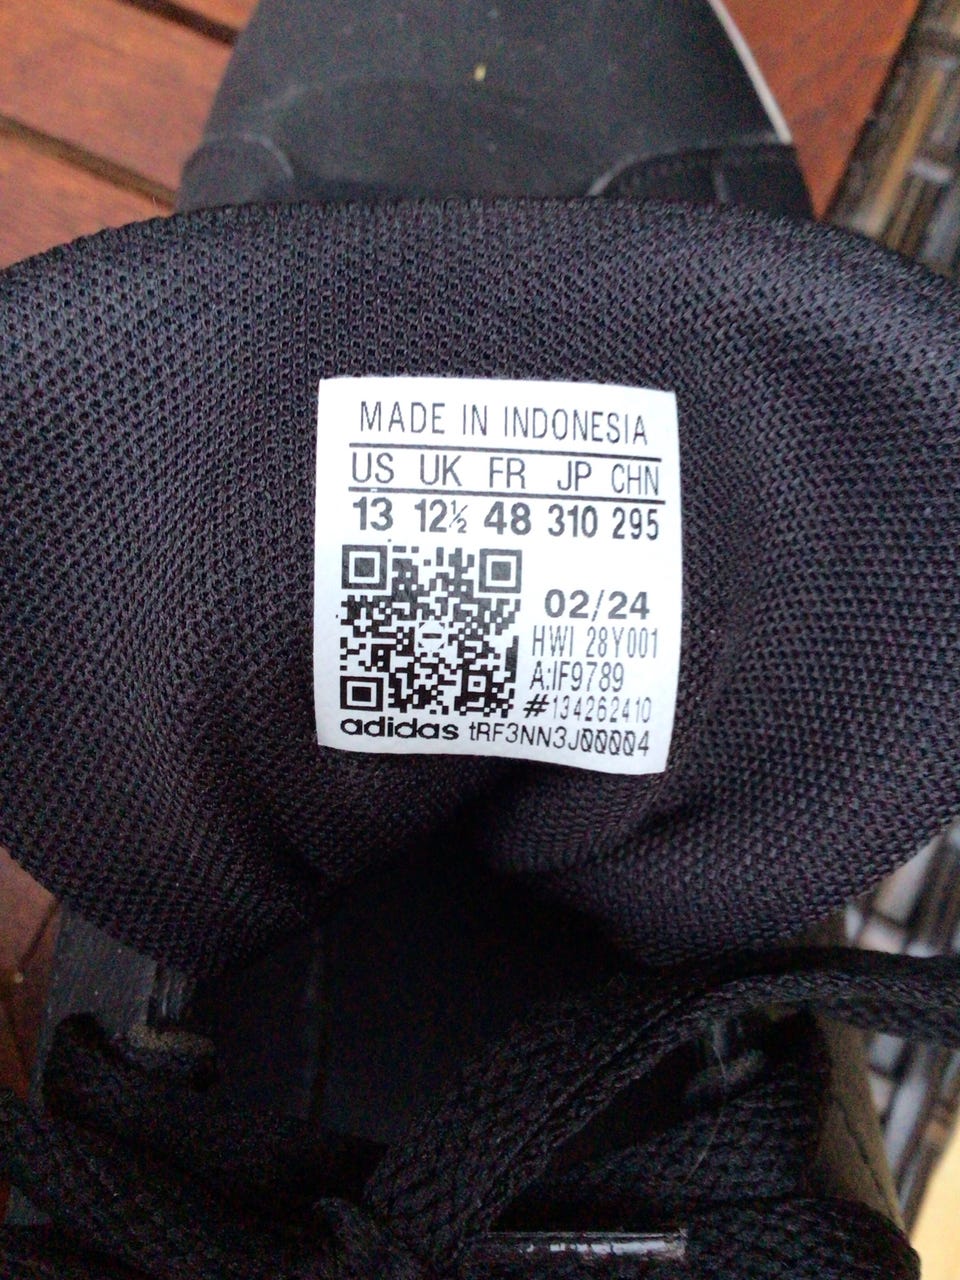 MADE IN INDONESIA
US UK FR JP CHN
13 12½ 48 310 295
02/24
HWI 28Y001
A:IF9789
#134262410
adidas tRF3NN3J00004